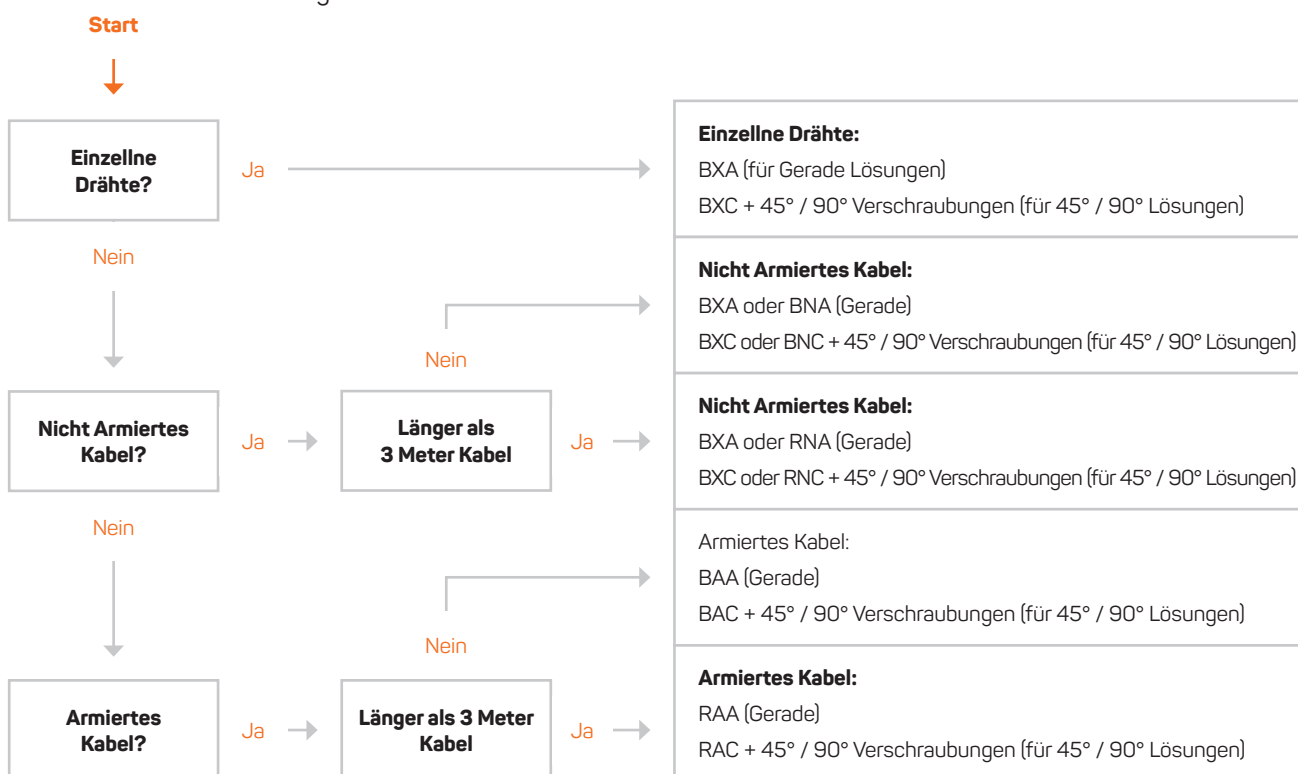 Start
Einzellne
Drähte?
Ja
Einzellne Drähte:
BXA (für Gerade Lösungen)
BXC + 45° / 90° Verschraubungen (für 45° / 90° Lösungen)
Nein
Nicht Armiertes Kabel:
BXA oder BNA (Gerade)
BXC oder BNC + 45° / 90° Verschraubungen (für 45° / 90° Lösungen)
Nein
Nicht Armiertes
Kabel?
Ja
Länger als
3 Meter Kabel
Ja
Nicht Armiertes Kabel:
BXA oder RNA (Gerade)
BXC oder RNC + 45° / 90° Verschraubungen (für 45° / 90° Lösungen)
Nein
Armiertes Kabel:
BAA (Gerade)
BAC + 45° / 90° Verschraubungen (für 45° / 90° Lösungen)
Nein
Armiertes
Kabel?
Ja
Länger als 3 Meter
Kabel
Ja
Armiertes Kabel:
RAA (Gerade)
RAC + 45° / 90° Verschraubungen (für 45° / 90° Lösungen)